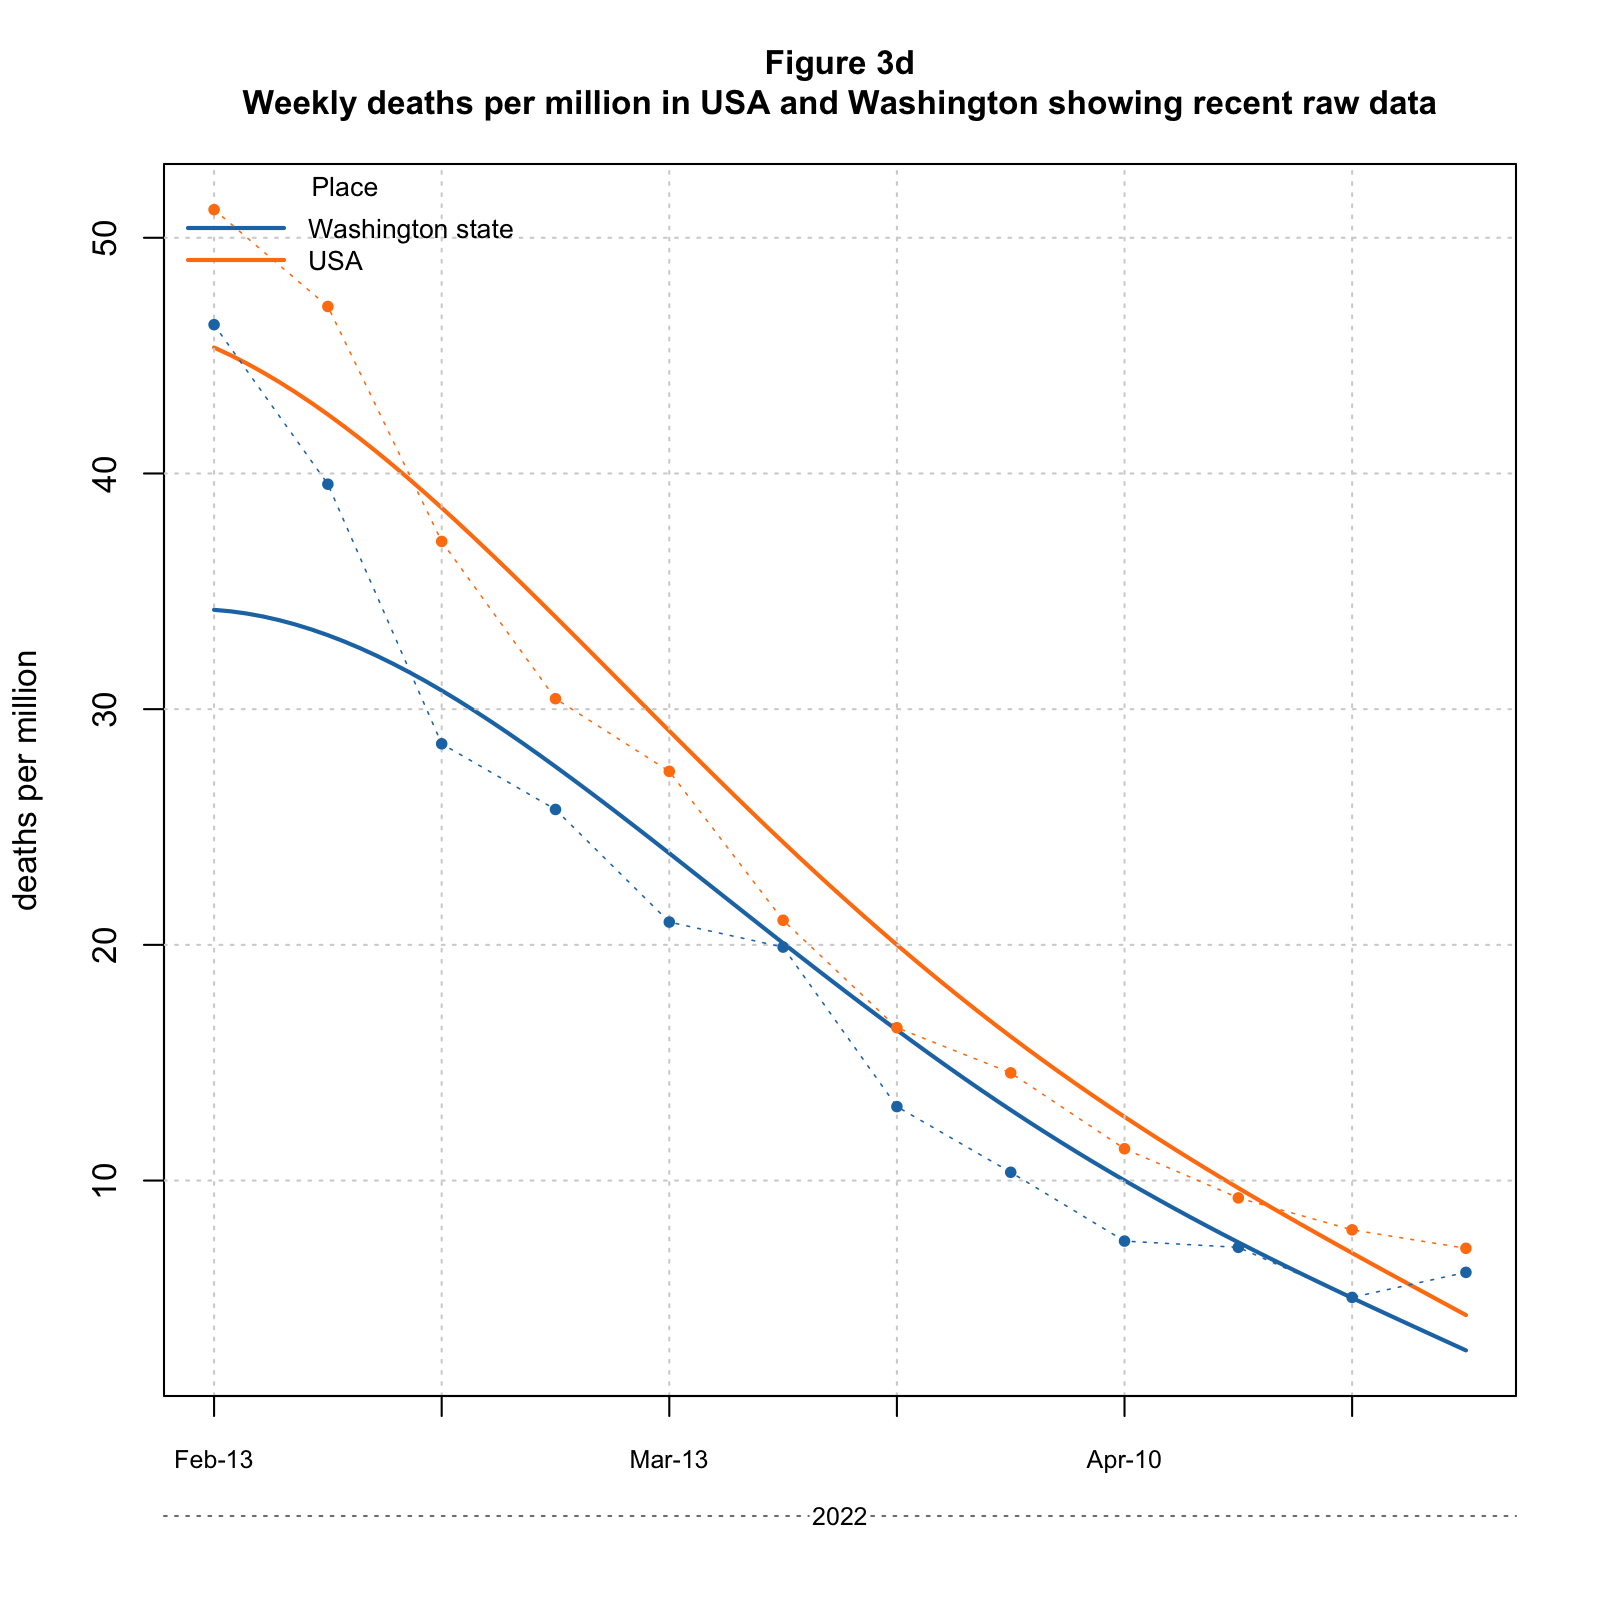 Figure 3d
Weekly deaths per million in USA and Washington showing recent raw data
Place
Washington state
USA
deaths per million
50
40
30
20
10
Feb-13
Mar-13
Apr-10
2022